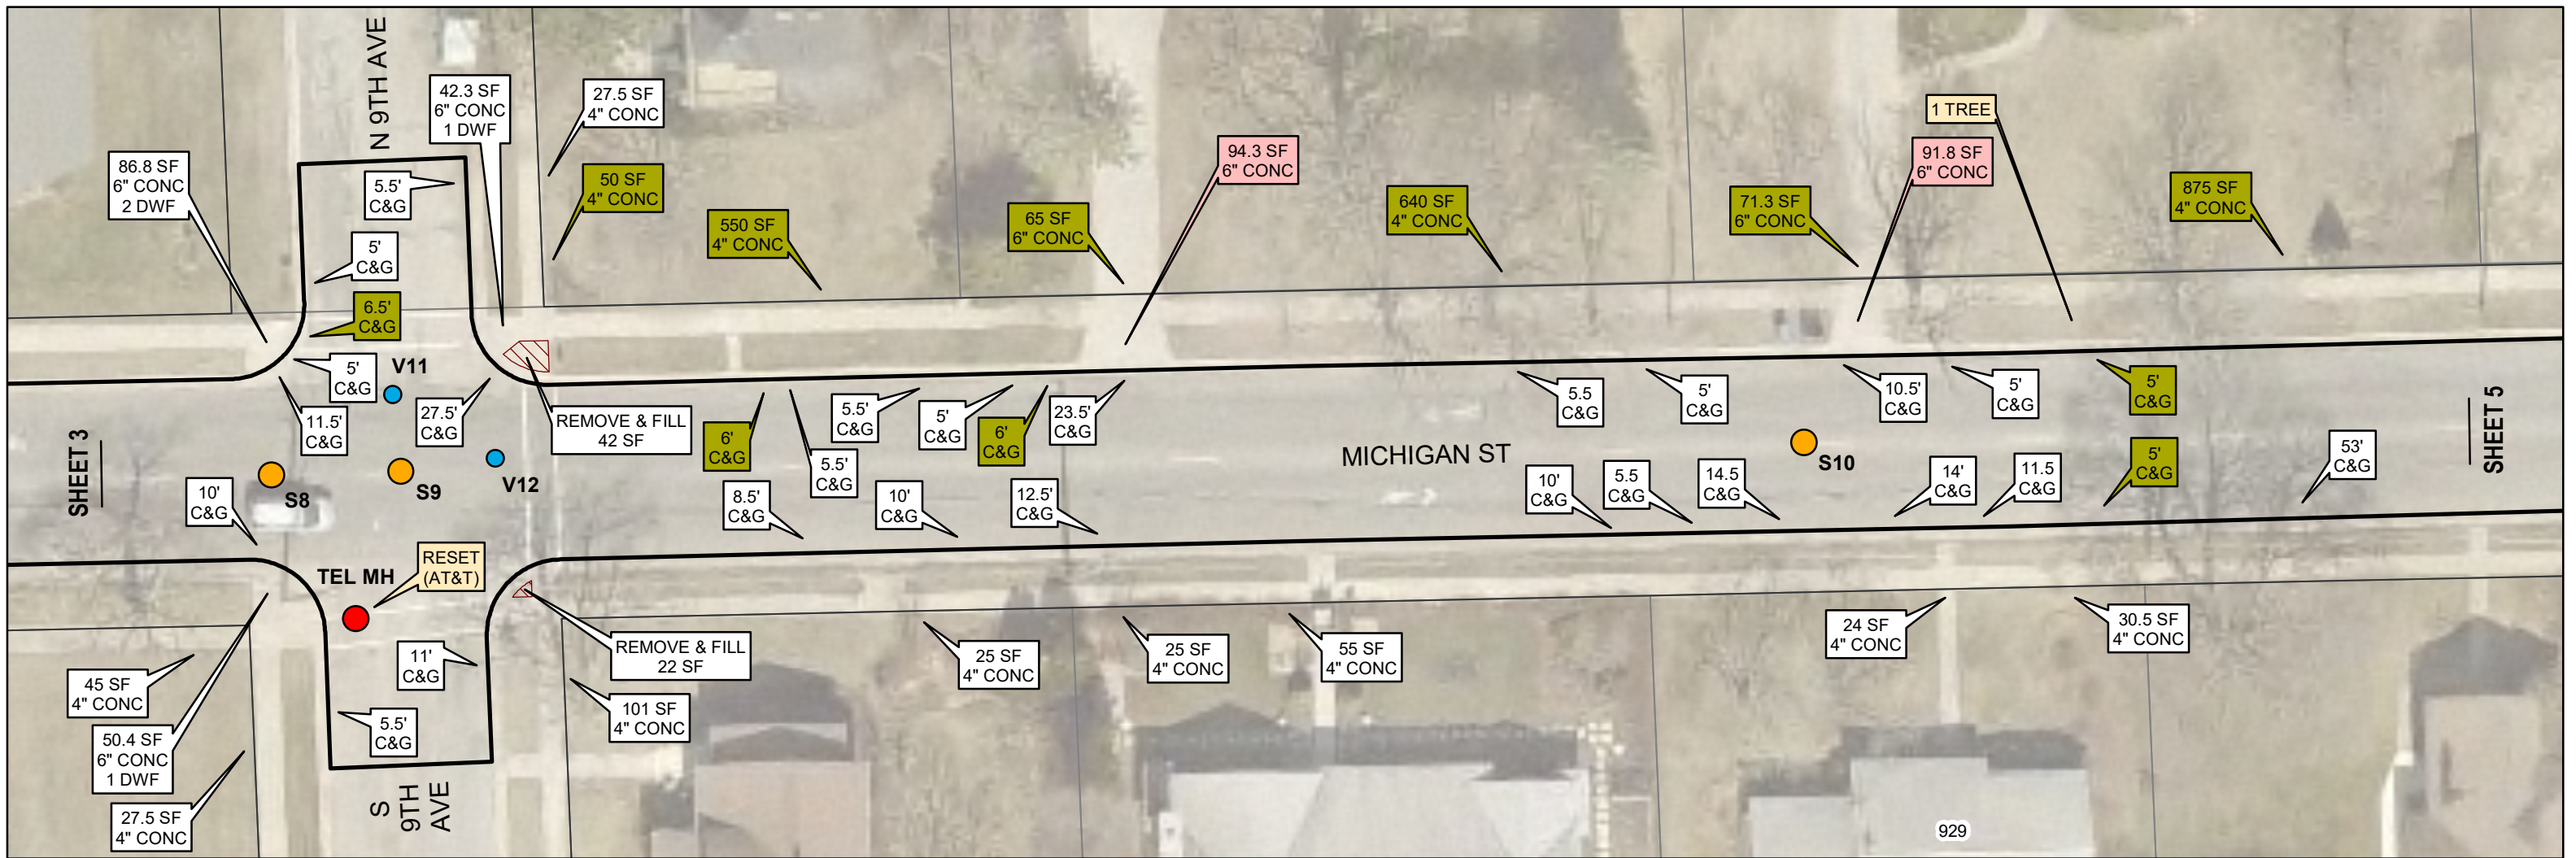 N 9TH AVE
42.3 SF
6" CONC
1 DWF
27.5 SF
4" CONC
1 TREE
94.3 SF
6" CONC
91.8 SF
6" CONC
86.8 SF
6" CONC
2 DWF
5.5'
C&G
50 SF
4" CONC
550 SF
4" CONC
65 SF
6" CONC
640 SF
4" CONC
71.3 SF
6" CONC
875 SF
4" CONC
5'
C&G
6.5'
C&G
5'
C&G
V11
11.5'
C&G
27.5'
C&G
REMOVE & FILL
42 SF
6'
C&G
5.5'
C&G
5.5'
C&G
5'
C&G
6'
C&G
23.5'
C&G
5.5
C&G
5'
C&G
10.5'
C&G
5'
C&G
5'
C&G
SHEET 3
MICHIGAN ST
SHEET 5
S8
S9
V12
S10
10'
C&G
8.5'
C&G
10'
C&G
12.5'
C&G
10'
C&G
5.5
C&G
14.5
C&G
14'
C&G
11.5
C&G
5'
C&G
53'
C&G
TEL MH
RESET
(AT&T)
REMOVE & FILL
22 SF
11'
C&G
45 SF
4" CONC
5.5'
C&G
101 SF
4" CONC
25 SF
4" CONC
25 SF
4" CONC
55 SF
4" CONC
24 SF
4" CONC
30.5 SF
4" CONC
50.4 SF
6" CONC
1 DWF
27.5 SF
4" CONC
S
9TH
AVE
929